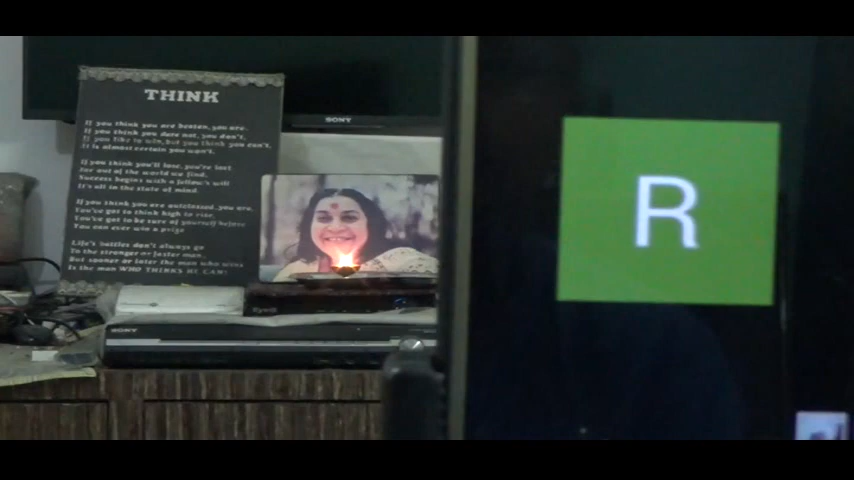 THINK
If you think you are beaten, you are.
If you think you dare not, you don't.
If you like to win, but you think you can't,
It is almost certain you won't.
If you think you'll lose, you're lost
For out of the world we find,
Success begins with a fellow's will
It's all in the state of mind.
If you think you are outclassed, you are.
You've got to think high to rise,
You've got to be sure of yourself before
You can ever win a prize
Life's battles don't always go
To the stronger or faster man.
But sooner or later the man who wins
Is the man WHO THINKS HE CAN!
SONY
SONY
R